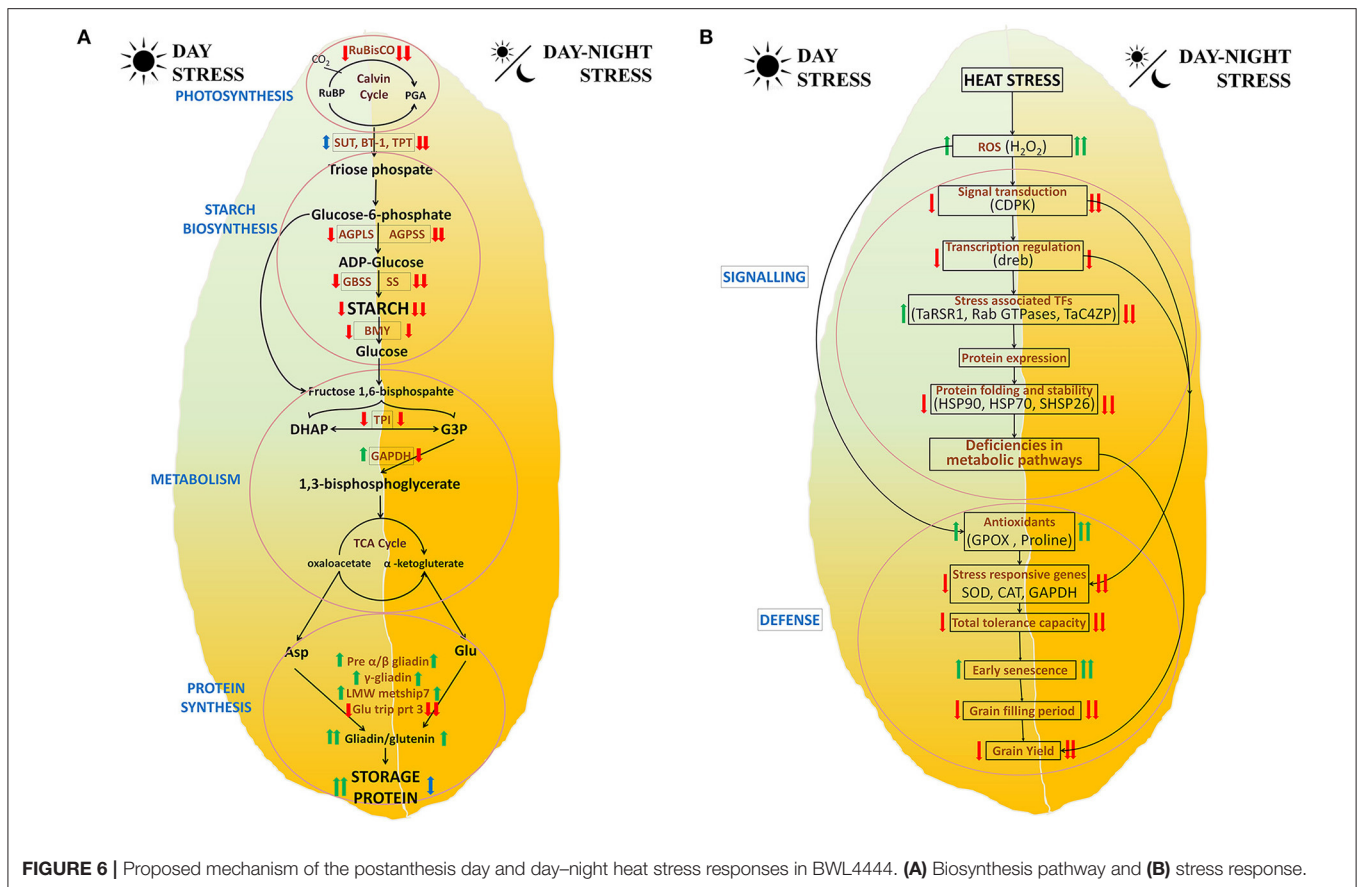 A
DAY
STRESS
DAY-NIGHT
STRESS
PHOTOSYNTHESIS
RuBisCO
CO2
Calvin
Cycle
RuBP
PGA
SUT, BT-1, TPT
Triose phospate
STARCH
BIOSYNTHESIS
Glucose-6-phosphate
AGPLS AGPSS
ADP-Glucose
GBSS SS
STARCH
BMY
Glucose
METABOLISM
Fructose 1,6-bisphospahte
TPI
DHAP
G3P
GAPDH
1,3-bisphosphoglycerate
TCA Cycle
oxaloacetate α -ketogluterate
PROTEIN
SYNTHESIS
Asp
Glu
Pre α/β gliadin
γ-gliadin
LMW metship7
Glu trip prt 3
Gliadin/glutenin
STORAGE
PROTEIN
B
DAY
STRESS
DAY-NIGHT
STRESS
HEAT STRESS
ROS (H2O2)
SIGNALLING
Signal transduction
(CDPK)
Transcription regulation
(dreb)
Stress associated TFs
(TaRSR1, Rab GTPases, TaC4ZP)
Protein expression
Protein folding and stability
(HSP90, HSP70, SHSP26)
Deficiencies in
metabolic pathways
DEFENSE
Antioxidants
(GPOX , Proline)
Stress responsive genes
SOD, CAT, GAPDH
Total tolerance capacity
Early senescence
Grain filling period
Grain Yield
FIGURE 6 | Proposed mechanism of the postanthesis day and day–night heat stress responses in BWL4444. (A) Biosynthesis pathway and (B) stress response.